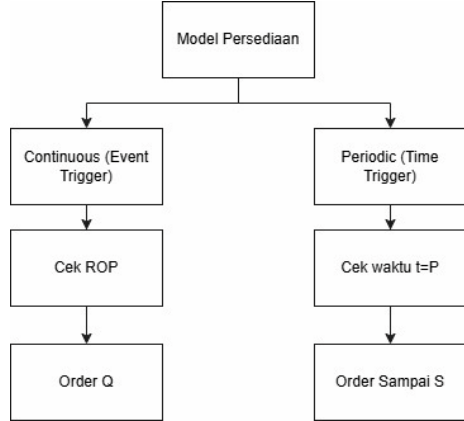 Model Persediaan
Continuous (Event
Trigger)
Periodic (Time
Trigger)
Cek ROP
Cek waktu t=P
Order Q
Order Sampai S